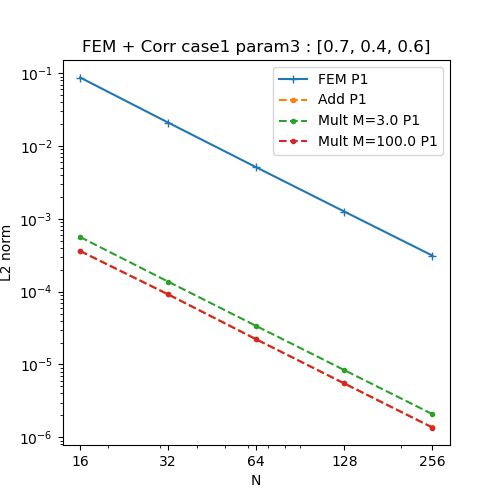 FEM + Corr case1 param3 : [0.7, 0.4, 0.6]
FEM P1
Add P1
Mult M=3.0 P1
Mult M=100.0 P1
10⁻¹
10⁻²
10⁻³
10⁻⁴
10⁻⁵
10⁻⁶
L2 norm
16 32 64 128 256
N